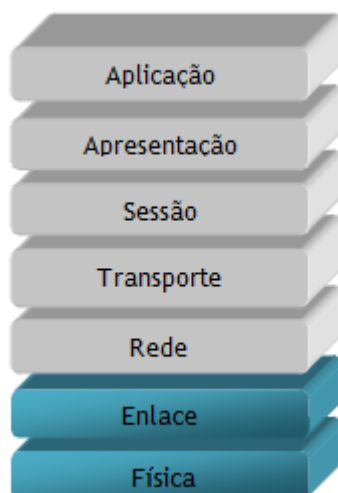 Aplicação
Apresentação
Sessão
Transporte
Rede
Enlace
Física